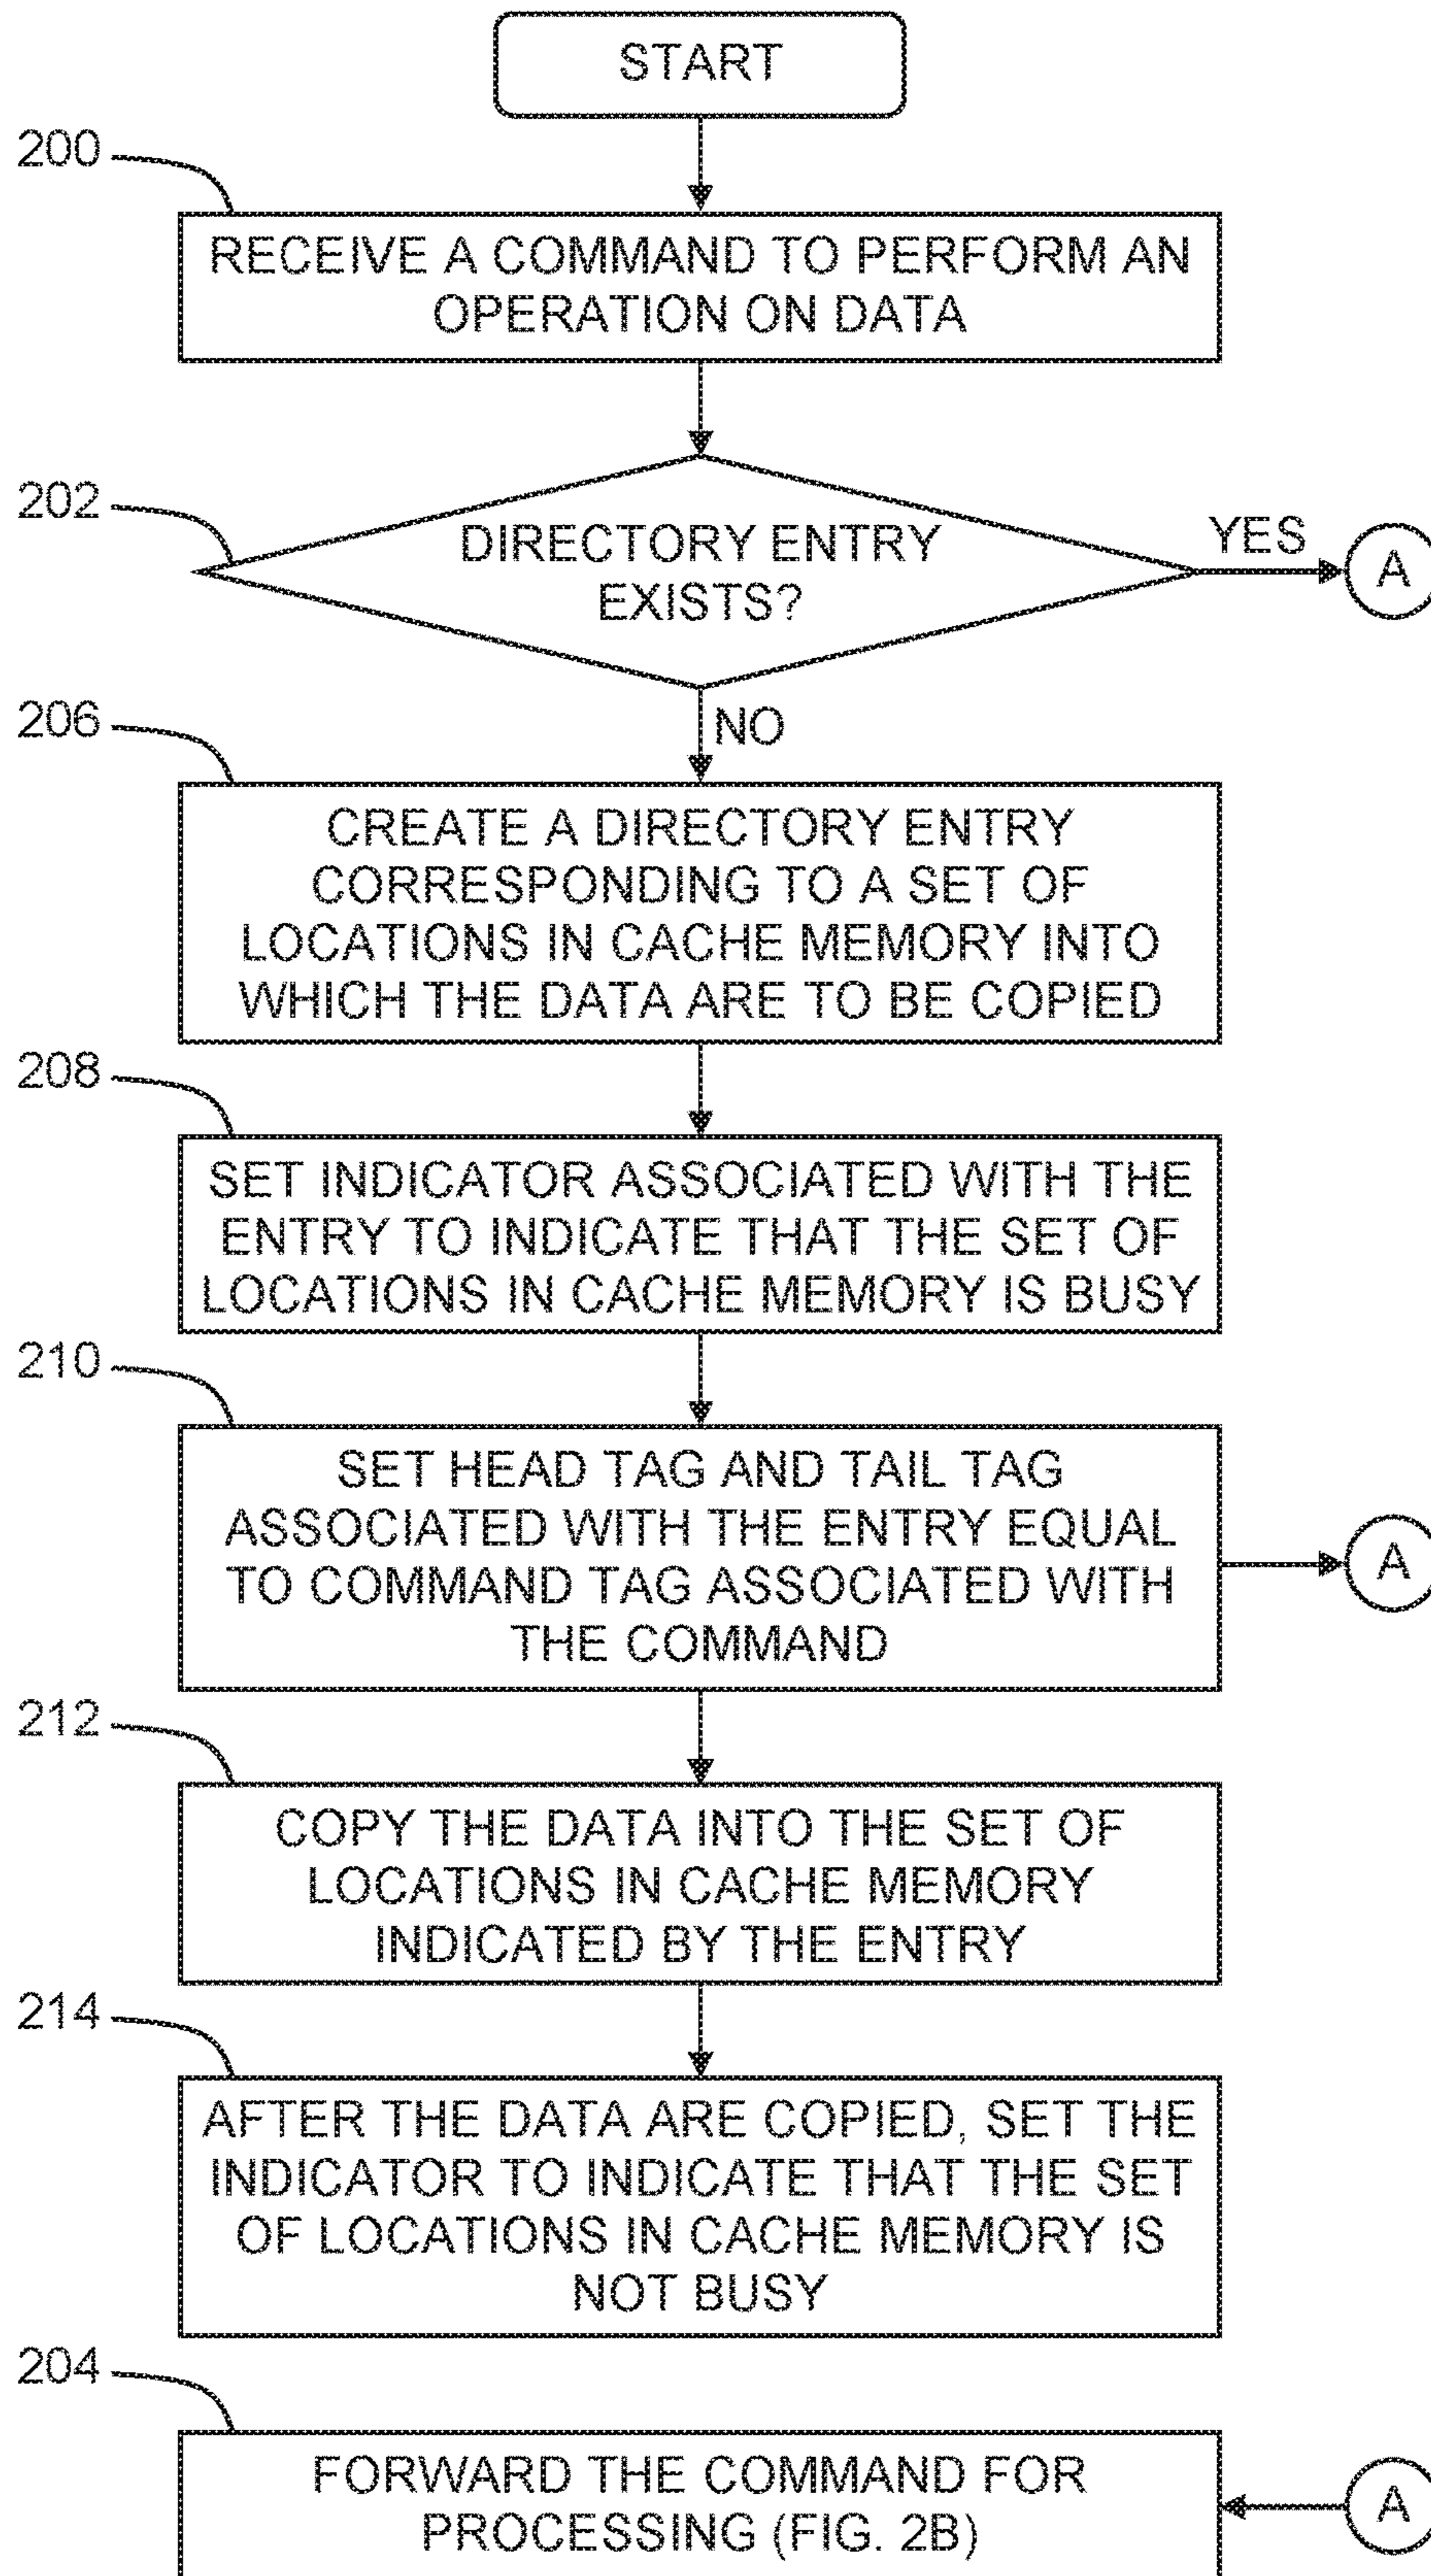 START
200
RECEIVE A COMMAND TO PERFORM AN
OPERATION ON DATA
202
DIRECTORY ENTRY
EXISTS?
YES
A
NO
206
CREATE A DIRECTORY ENTRY
CORRESPONDING TO A SET OF
LOCATIONS IN CACHE MEMORY INTO
WHICH THE DATA ARE TO BE COPIED
208
SET INDICATOR ASSOCIATED WITH THE
ENTRY TO INDICATE THAT THE SET OF
LOCATIONS IN CACHE MEMORY IS BUSY
210
SET HEAD TAG AND TAIL TAG
ASSOCIATED WITH THE ENTRY EQUAL
TO COMMAND TAG ASSOCIATED WITH
THE COMMAND
A
212
COPY THE DATA INTO THE SET OF
LOCATIONS IN CACHE MEMORY
INDICATED BY THE ENTRY
214
AFTER THE DATA ARE COPIED, SET THE
INDICATOR TO INDICATE THAT THE SET
OF LOCATIONS IN CACHE MEMORY IS
NOT BUSY
204
FORWARD THE COMMAND FOR
PROCESSING (FIG. 2B)
A